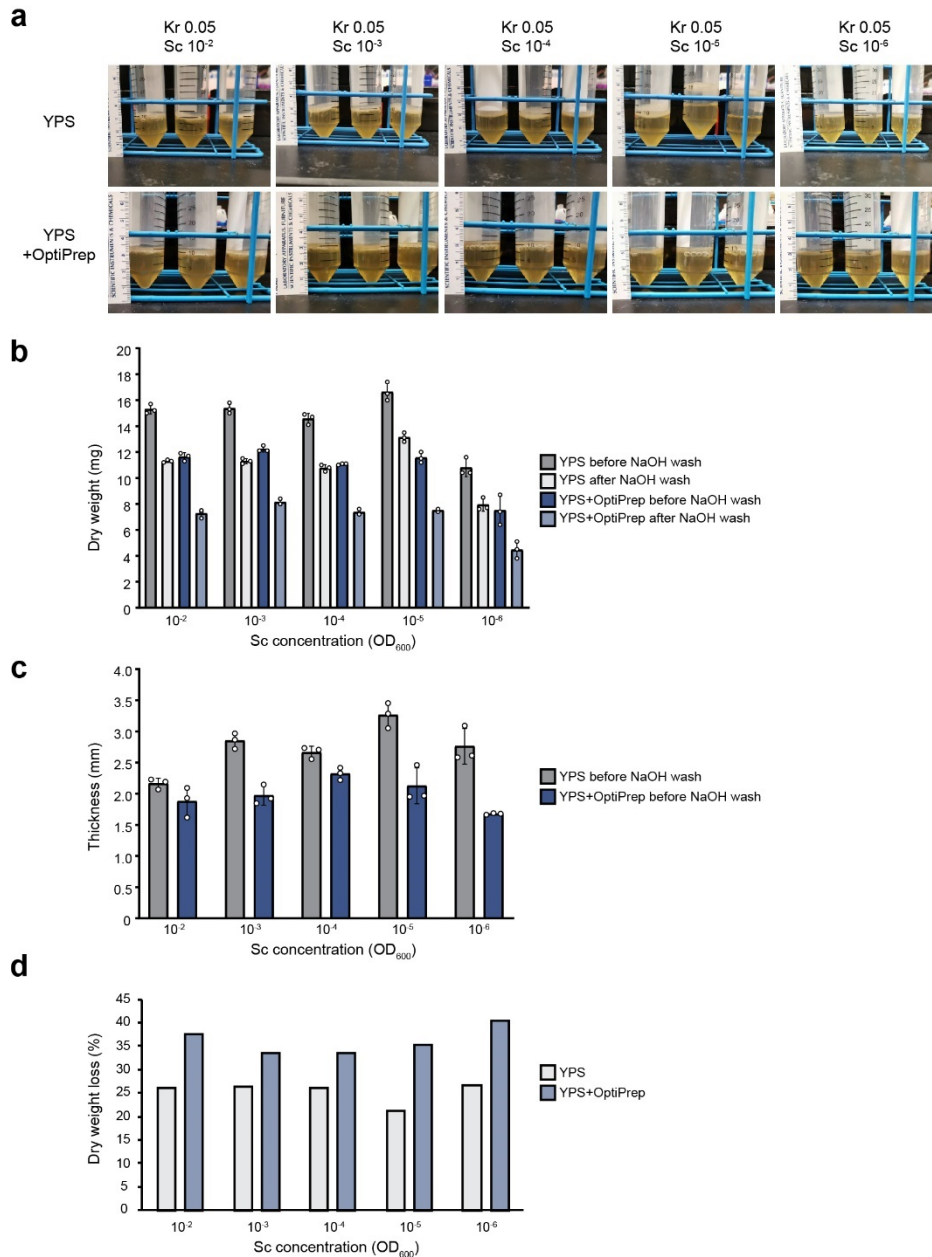 a
Kr 0.05 Kr 0.05 Kr 0.05 Kr 0.05 Kr 0.05
Sc 10⁻² Sc 10⁻³ Sc 10⁻⁴ Sc 10⁻⁵ Sc 10⁻⁶
YPS
YPS
+OptiPrep
b
20
18
16
14
12
10
8
6
4
2
0
Dry weight (mg)
10⁻² 10⁻³ 10⁻⁴ 10⁻⁵ 10⁻⁶
Sc concentration (OD₆₀₀)
YPS before NaOH wash
YPS after NaOH wash
YPS+OptiPrep before NaOH wash
YPS+OptiPrep after NaOH wash
c
4.0
3.5
3.0
2.5
2.0
1.5
1.0
0.5
0
Thickness (mm)
10⁻² 10⁻³ 10⁻⁴ 10⁻⁵ 10⁻⁶
Sc concentration (OD₆₀₀)
YPS before NaOH wash
YPS+OptiPrep before NaOH wash
d
45
40
35
30
25
20
15
10
5
0
Dry weight loss (%)
10⁻² 10⁻³ 10⁻⁴ 10⁻⁵ 10⁻⁶
Sc concentration (OD₆₀₀)
YPS
YPS+OptiPrep